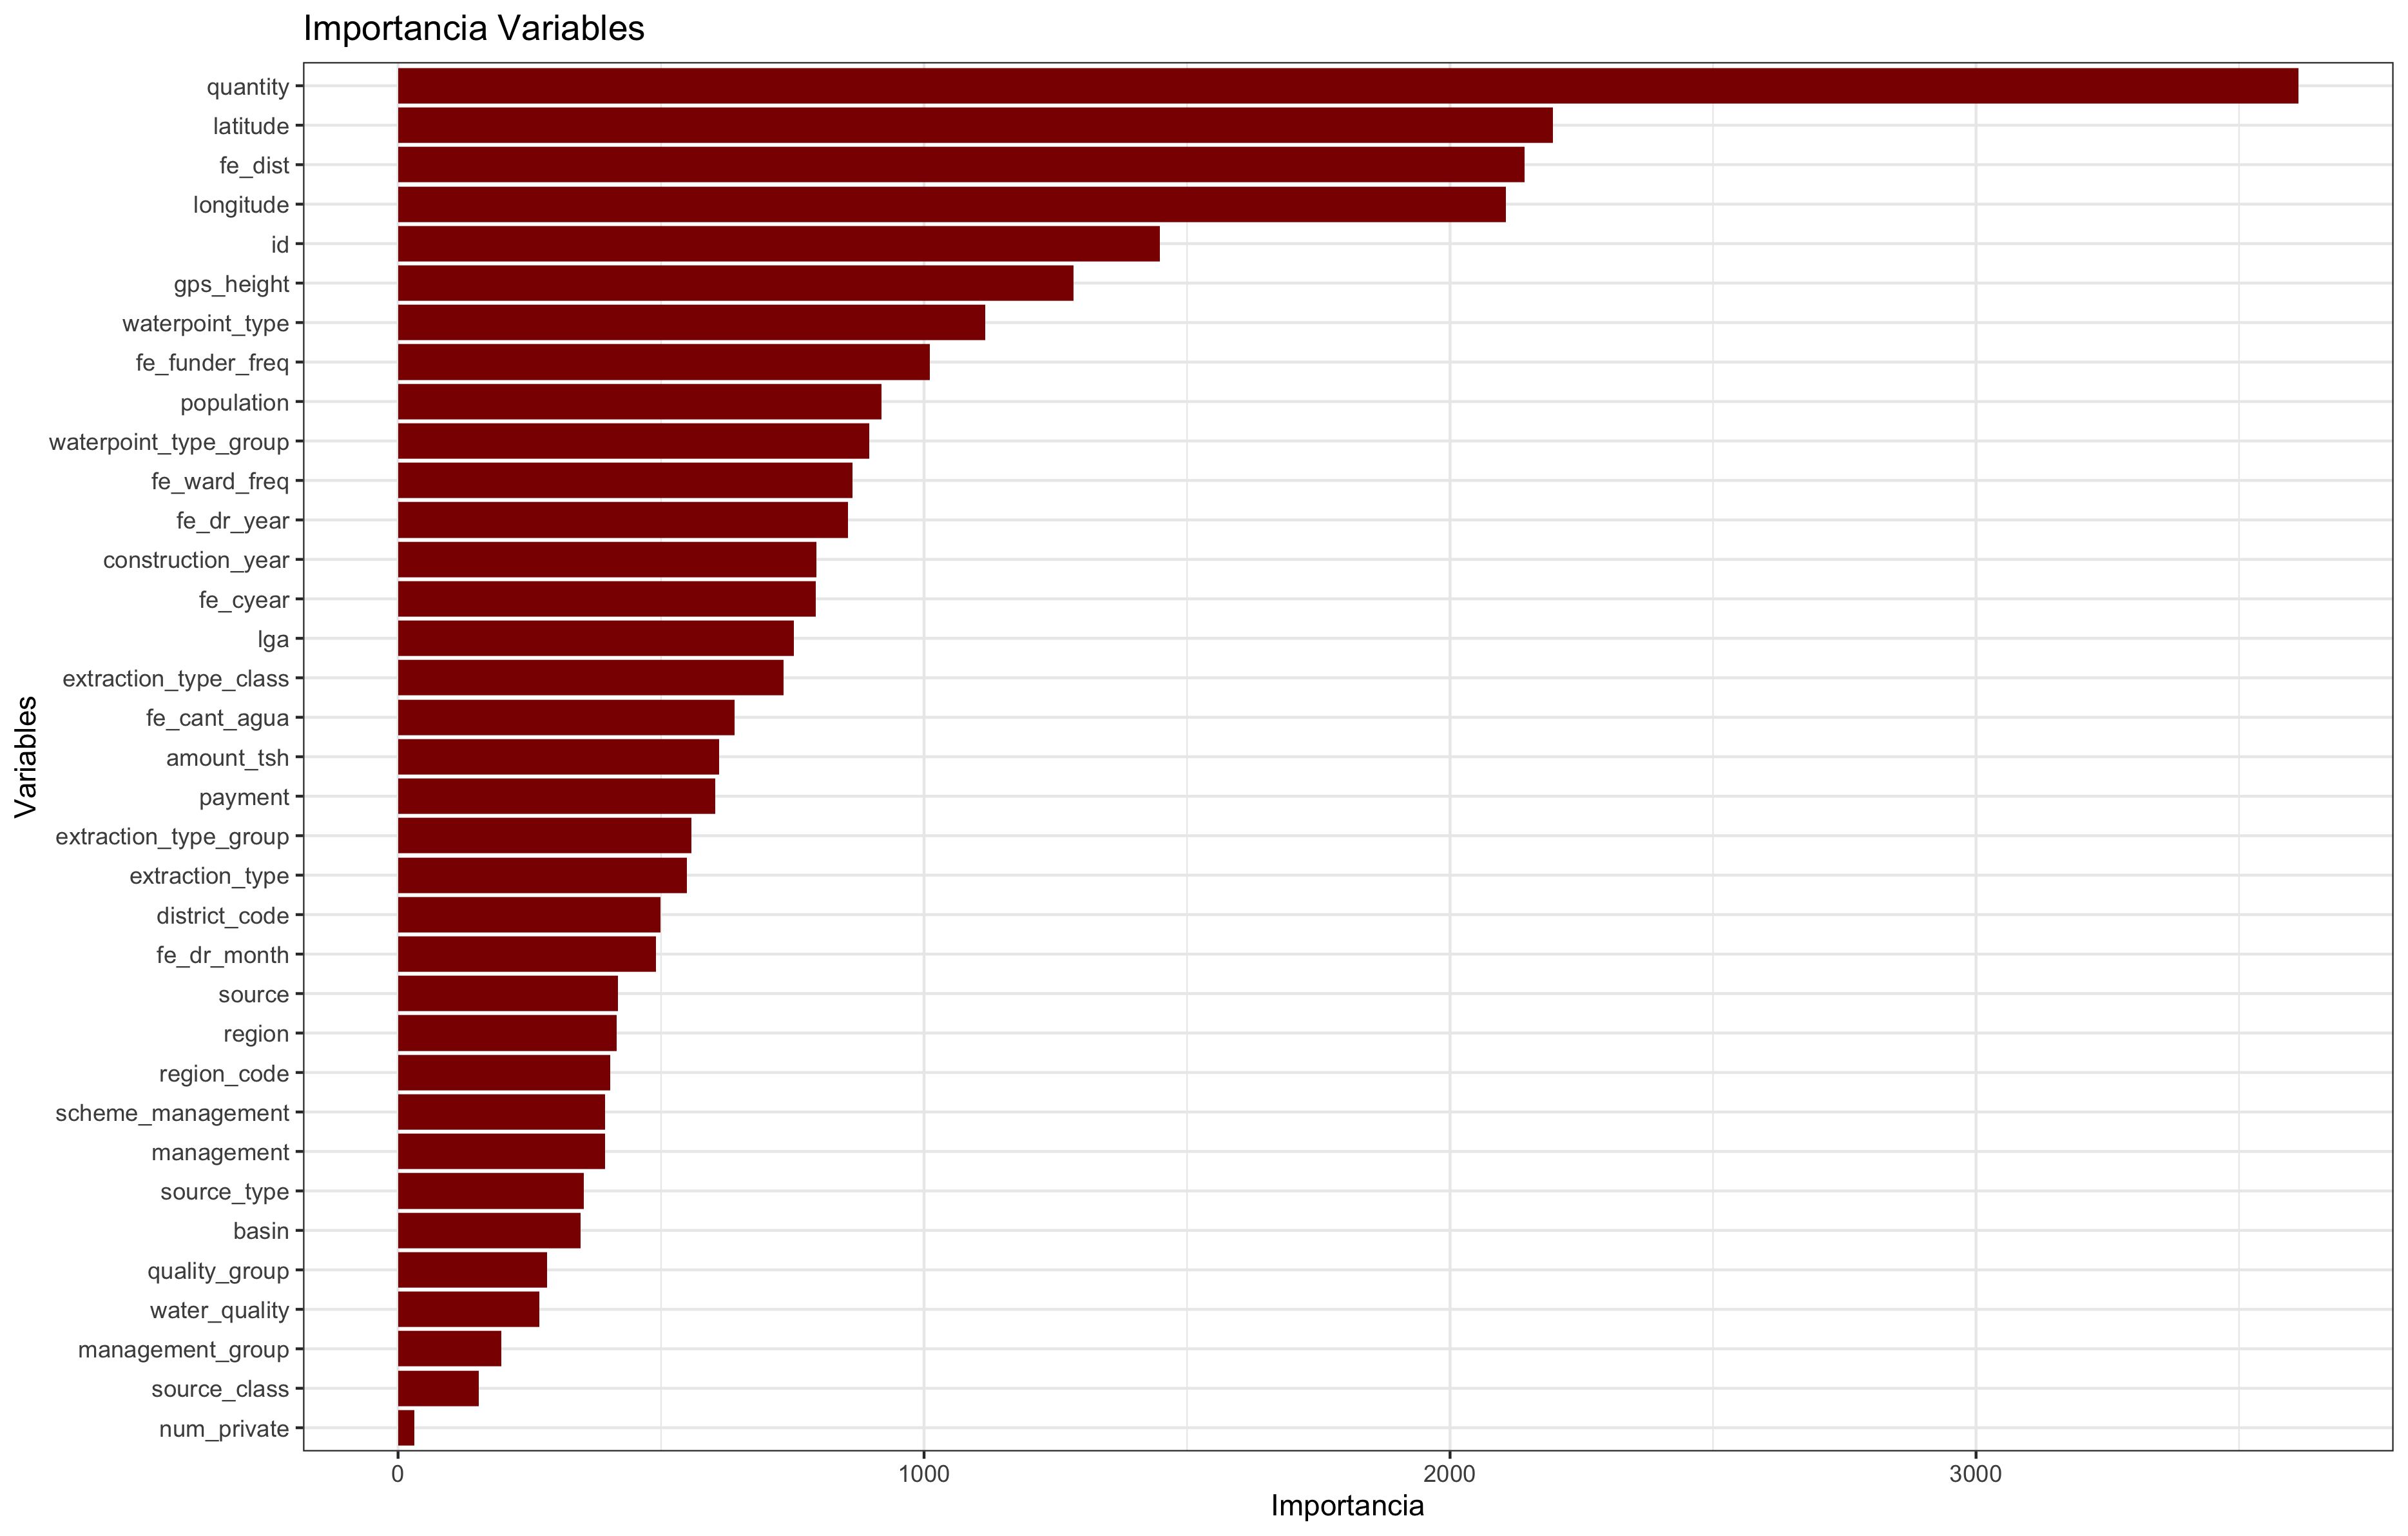 Importancia Variables
quantity
latitude
fe_dist
longitude
id
gps_height
waterpoint_type
fe_funder_freq
population
waterpoint_type_group
fe_ward_freq
fe_dr_year
construction_year
fe_cyear
lga
extraction_type_class
fe_cant_agua
amount_tsh
payment
extraction_type_group
extraction_type
district_code
fe_dr_month
source
region
region_code
scheme_management
management
source_type
basin
quality_group
water_quality
management_group
source_class
num_private
Variables
0 1000 2000 3000
Importancia